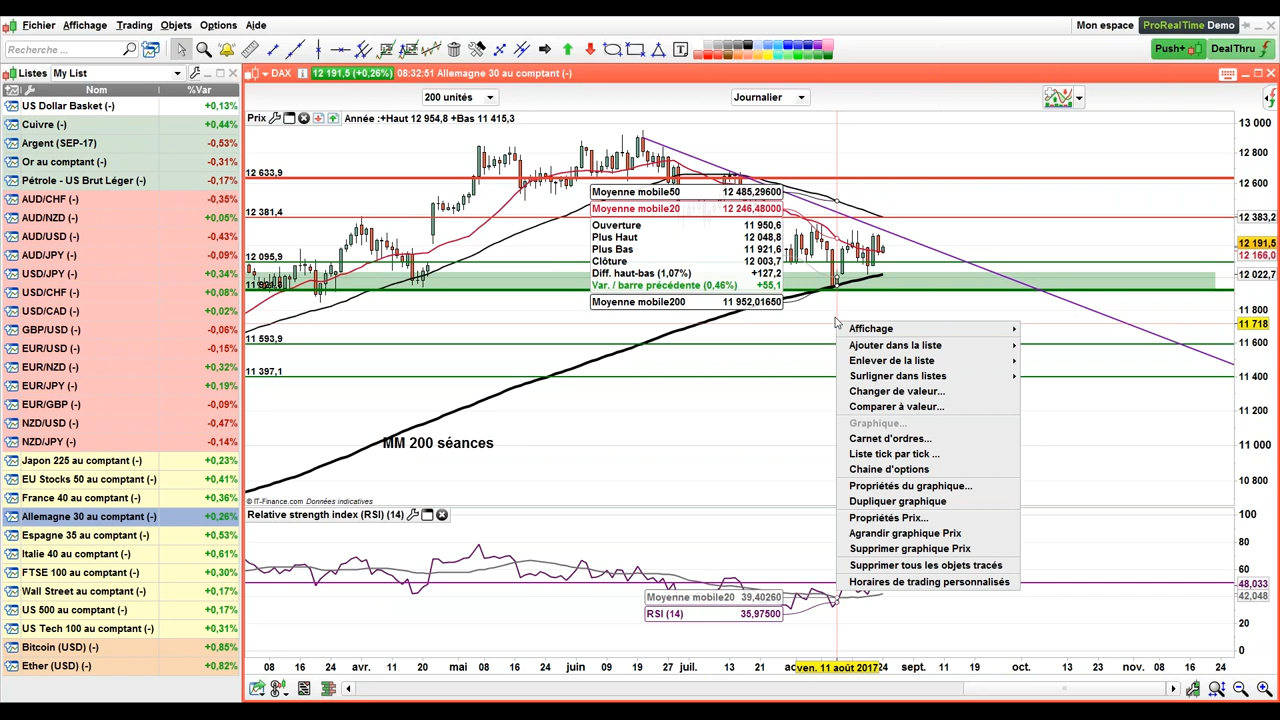 Fichier Affichage Trading Objets Options Aide
Mon espace ProRealTime Demo
Recherche ...
T
Push+ DealThru
Listes My List
DAX i 12 191,5 (+0,26%) 08:32:51 Allemagne 30 au comptant (-)
Nom %Var
200 unités
Journalier
US Dollar Basket (-) +0,13%
Cuivre (-) +0,44%
Argent (SEP-17) -0,53%
Or au comptant (-) -0,31%
Pétrole - US Brut Léger (-) -0,36%
AUD/CHF (-) -0,35%
AUD/NZD (-) +0,05%
AUD/USD (-) -0,43%
AUD/JPY (-) -0,09%
USD/JPY (-) +0,34%
USD/CHF (-) +0,08%
USD/CAD (-) +0,02%
GBP/USD (-) -0,06%
EUR/USD (-) -0,15%
EUR/NZD (-) +0,32%
EUR/JPY (-) +0,19%
EUR/GBP (-) -0,09%
NZD/USD (-) -0,47%
NZD/JPY (-) -0,14%
Japon 225 au comptant (-) +0,23%
EU Stocks 50 au comptant (-) +0,41%
France 40 au comptant (-) +0,36%
Allemagne 30 au comptant (-) +0,26%
Espagne 35 au comptant (-) +0,53%
Italie 40 au comptant (-) +0,61%
FTSE 100 au comptant (-) +0,30%
Wall Street au comptant (-) +0,17%
US 500 au comptant (-) +0,17%
US Tech 100 au comptant (-) +0,31%
Bitcoin (USD) (-) +0,85%
Ether (USD) (-) +0,82%
Prix Année :+Haut 12 954,8 +Bas 11 415,3
12 633,9
12 381,4
12 095,9
11 593,9
11 397,1
Moyenne mobile50 12 485,29600
Moyenne mobile20 12 246,48000
Ouverture 11 950,6
Plus Haut 12 048,8
Plus Bas 11 921,6
Clôture 12 003,7
Diff. haut-bas (1,07%) +127,2
Var. / barre précédente (0,46%) +55,1
Moyenne mobile200 11 952,01650
MM 200 séances
© IT-Finance.com Données indicatives
13 000
12 800
12 600
12 383,2
12 191,5
12 166,0
12 022,7
11 800
11 718
11 600
11 400
11 200
11 000
10 800
Affichage
Ajouter dans la liste
Enlever de la liste
Surligner dans listes
Changer de valeur...
Comparer à valeur...
Graphique...
Carnet d'ordres...
Liste tick par tick ...
Chaine d'options
Propriétés du graphique...
Dupliquer graphique
Propriétés Prix...
Agrandir graphique Prix
Supprimer graphique Prix
Supprimer tous les objets tracés
Horaires de trading personnalisés
Relative strength index (RSI) (14)
Moyenne mobile20 39,40260
RSI (14) 35,97500
100
80
60
48,033
42,048
20
0
08 16 24 avr. 11 20 mai 08 16 24 juin 08 19 27 juil. 13 21 ven. 11 août 2017 24 sept. 11 19 oct. 13 23 nov. 08 16 24